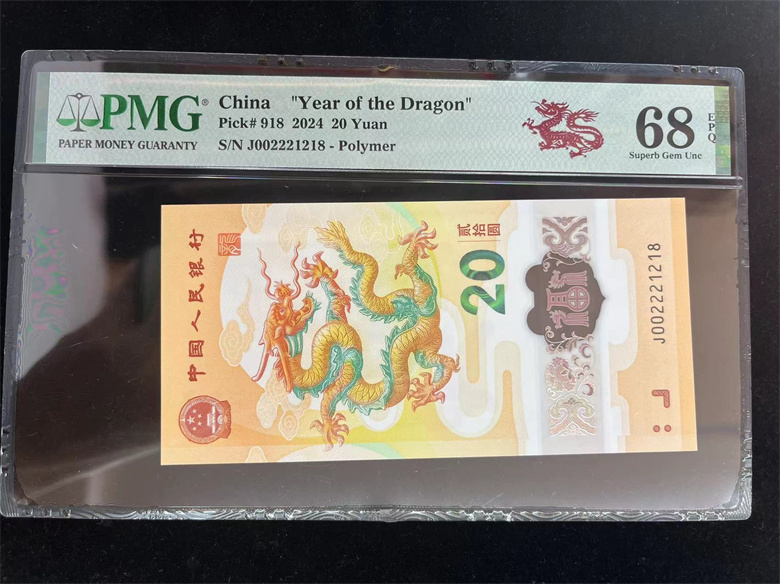 PMG®
PAPER MONEY GUARANTY
China "Year of the Dragon"
Pick# 918 2024 20 Yuan
S/N J002221218 - Polymer
68
EPQ
Superb Gem Unc
中国人民银行
贰拾圆
20
J002221218